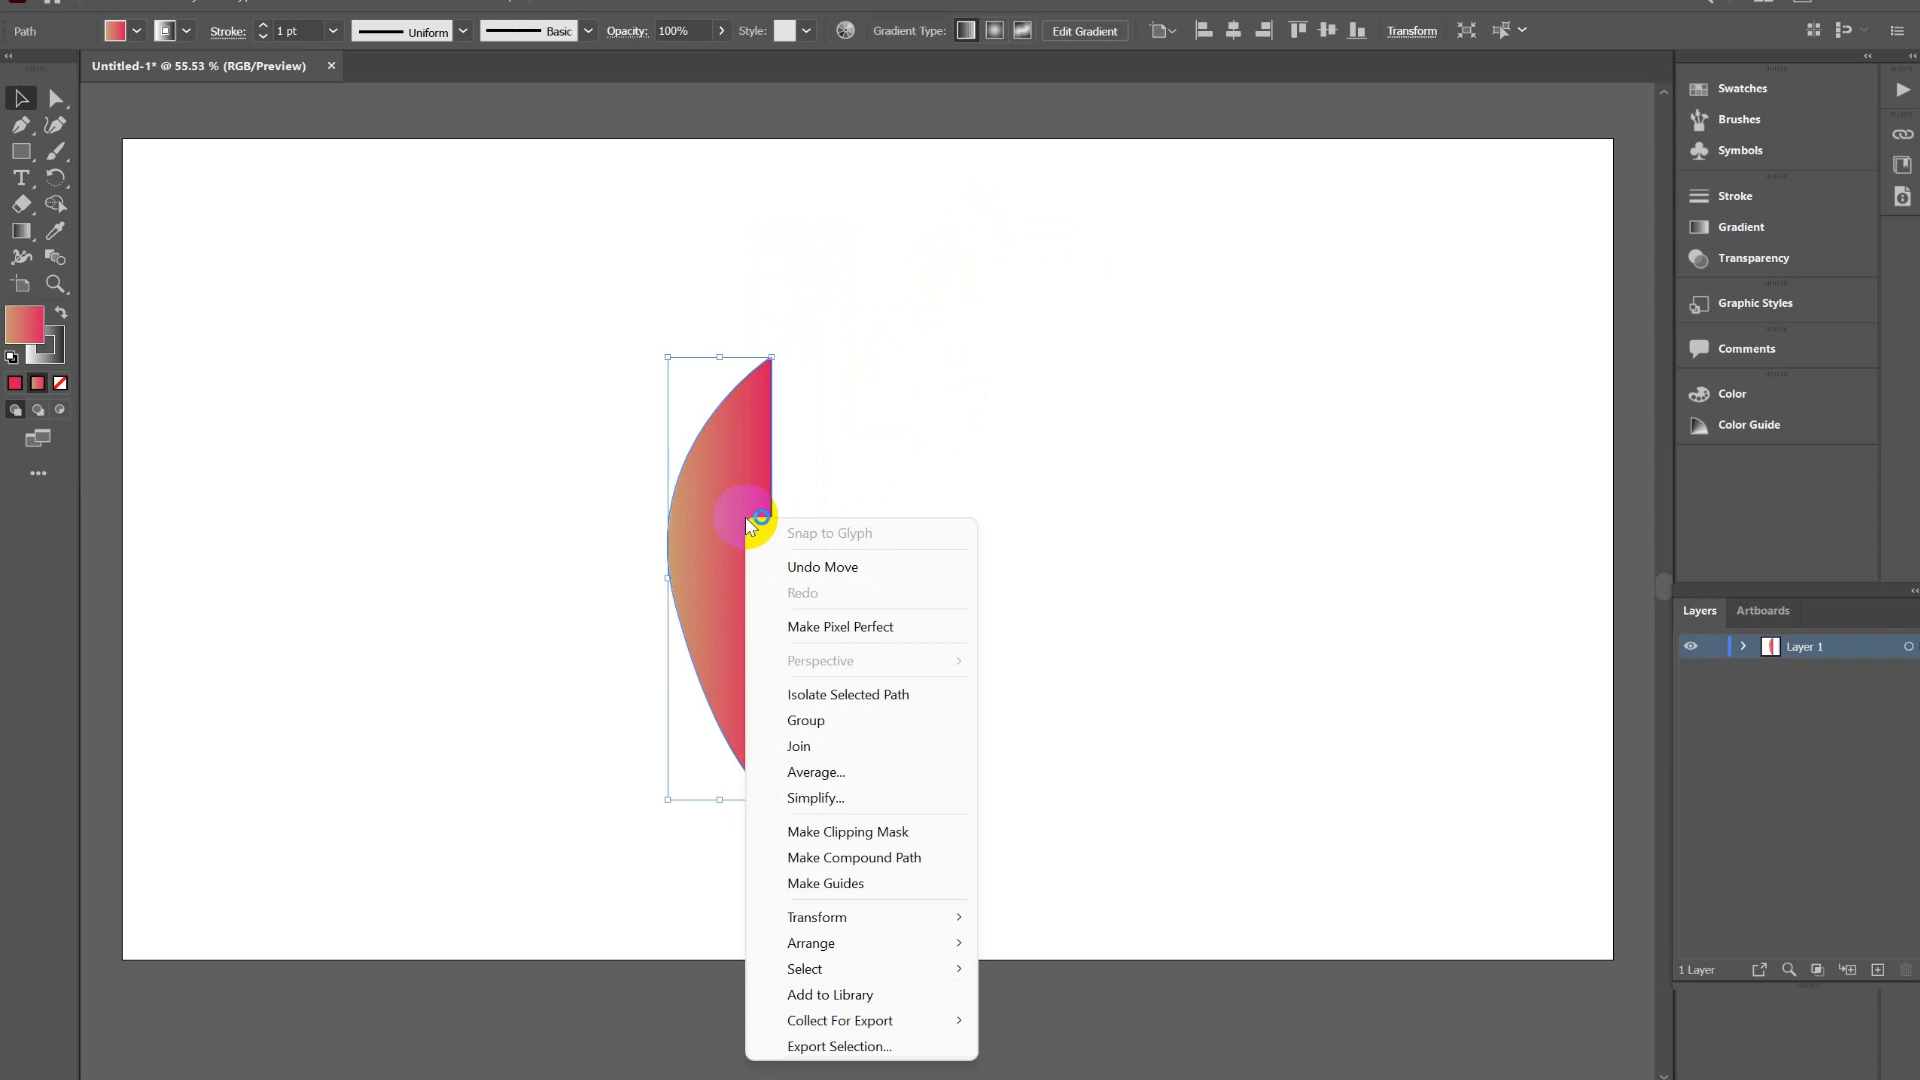 Path
Stroke: 1 pt Uniform Basic Opacity: 100% Style: Gradient Type: Edit Gradient Transform
Untitled-1* @ 55.53 % (RGB/Preview)
Swatches
Brushes
Symbols
Stroke
Gradient
Transparency
Graphic Styles
Comments
Color
Color Guide
Snap to Glyph
Undo Move
Redo
Make Pixel Perfect
Perspective
Isolate Selected Path
Group
Join
Average...
Simplify...
Make Clipping Mask
Make Compound Path
Make Guides
Transform
Arrange
Select
Add to Library
Collect For Export
Export Selection...
Layers Artboards
Layer 1
1 Layer